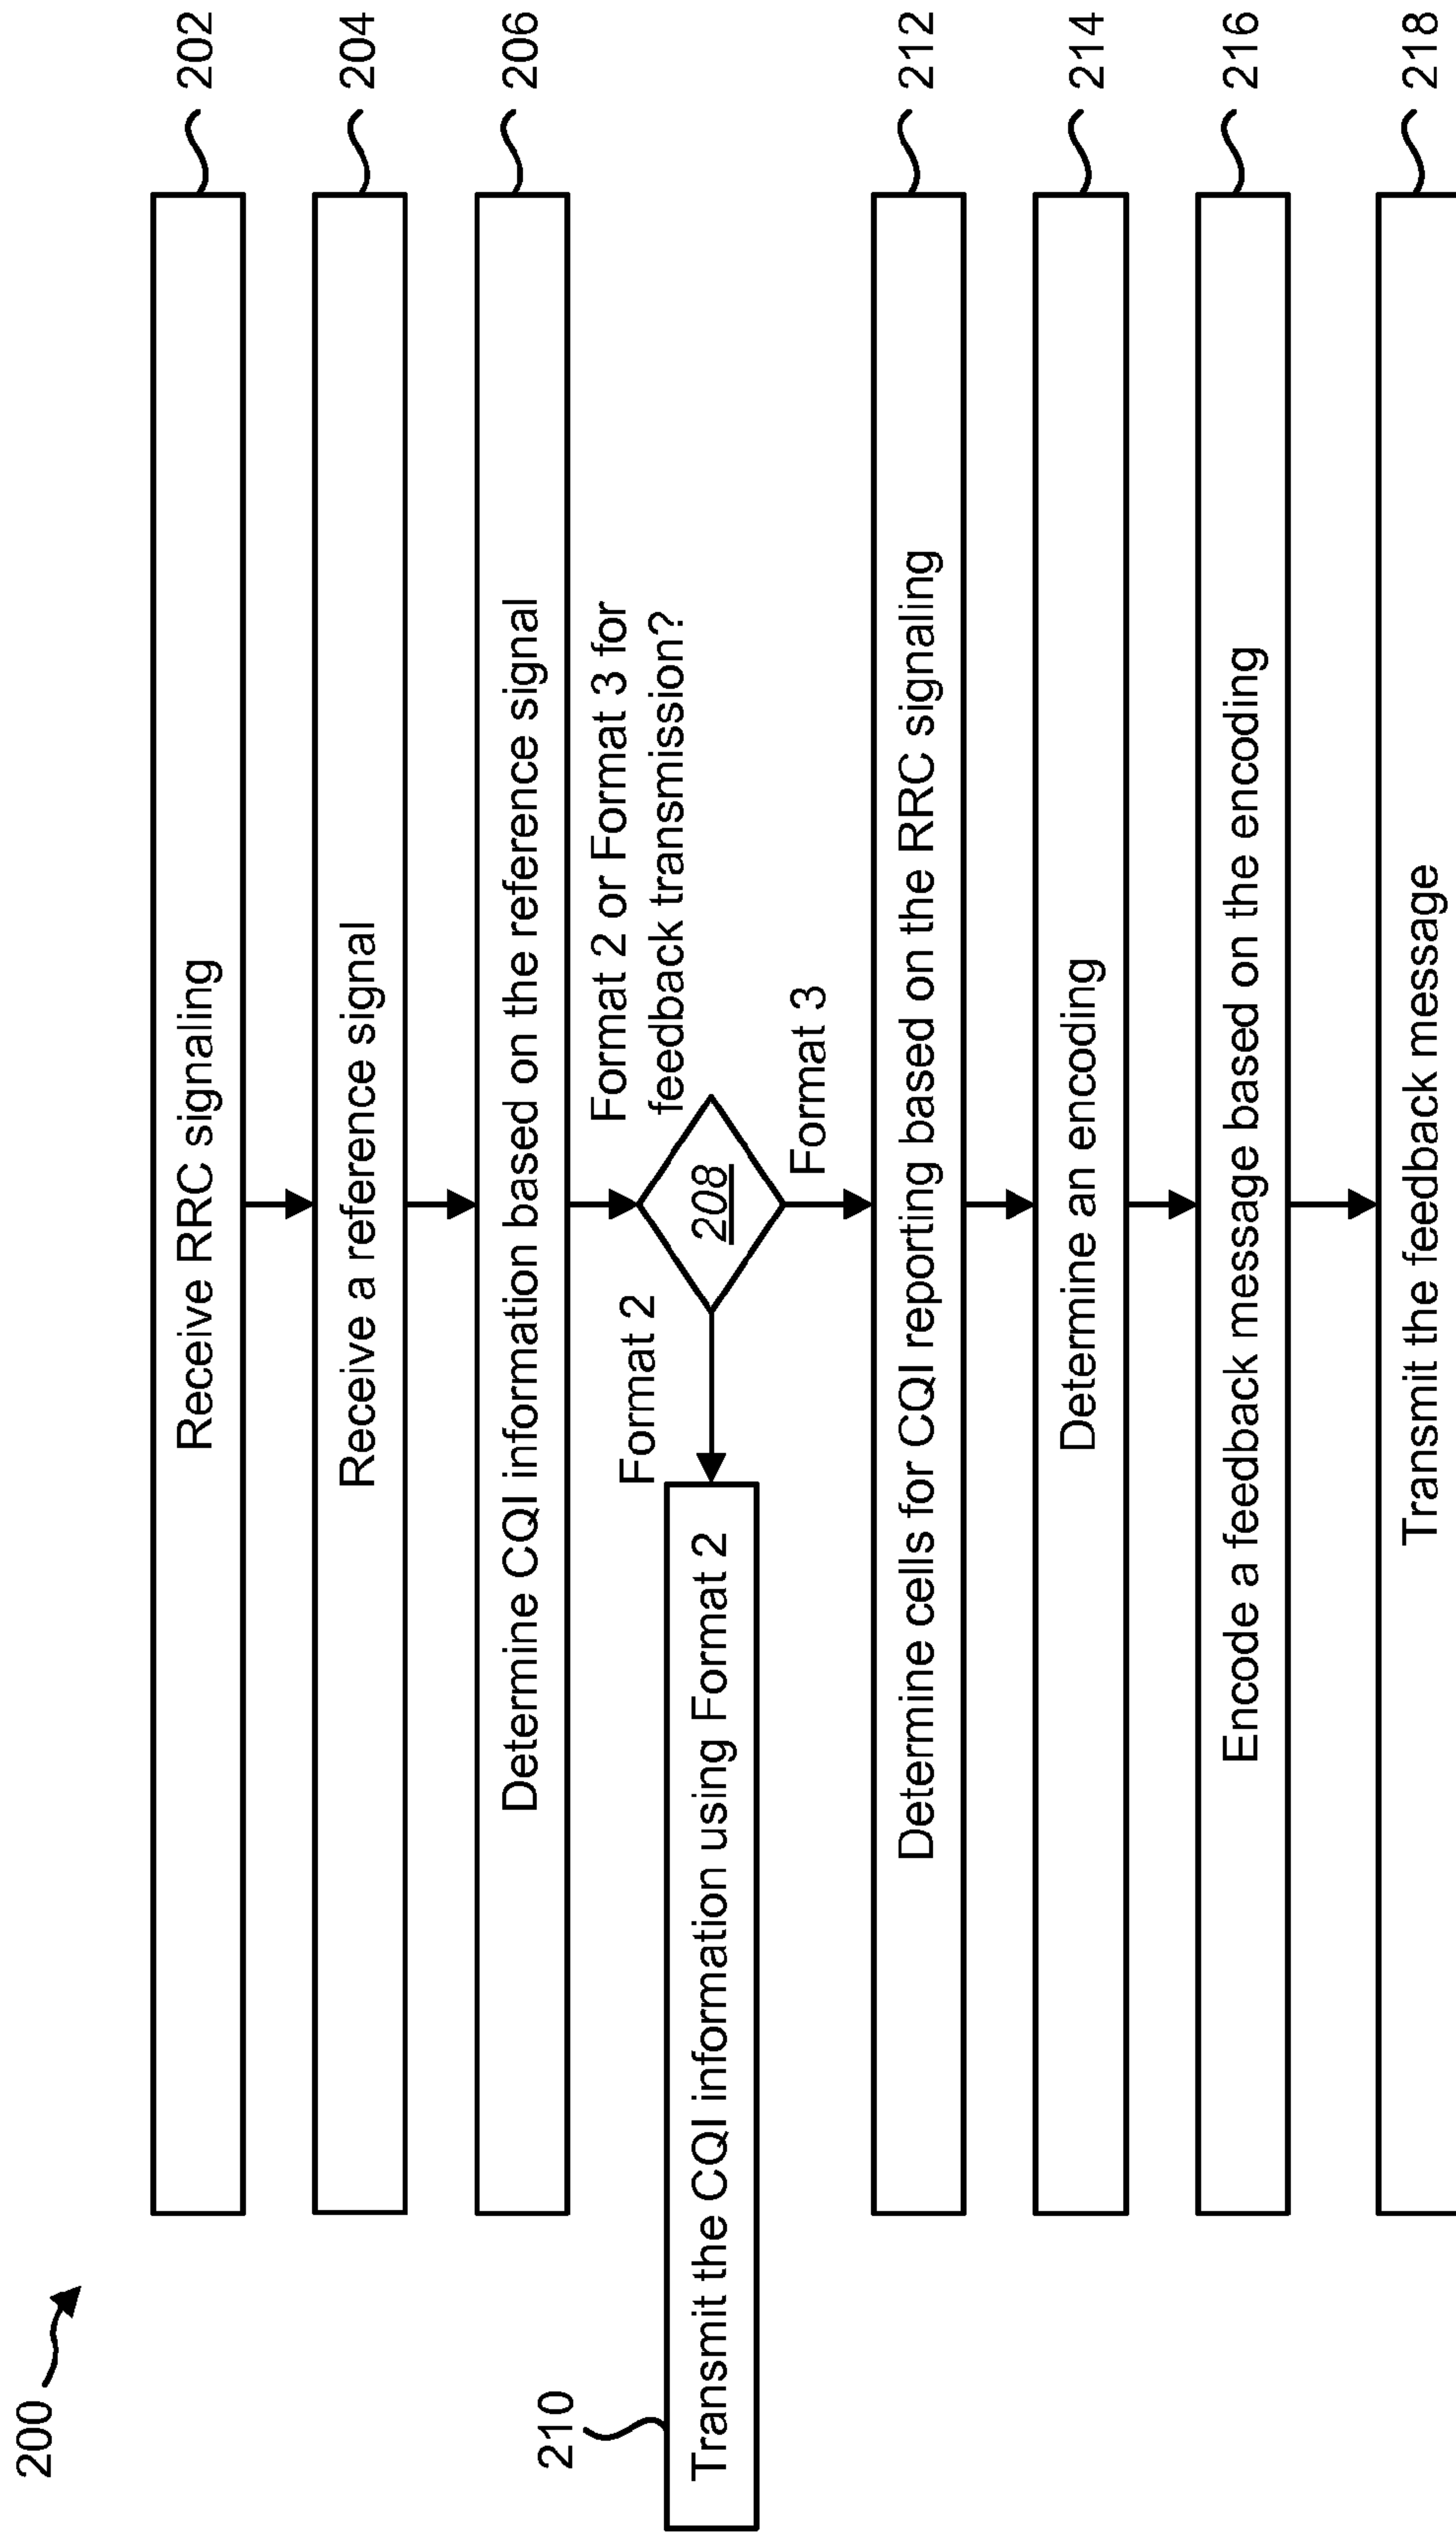 200
Receive RRC signaling
202
Receive a reference signal
204
Determine CQI information based on the reference signal
206
Format 2 or Format 3 for
feedback transmission?
208
Format 2
210
Transmit the CQI information using Format 2
Format 3
Determine cells for CQI reporting based on the RRC signaling
212
Determine an encoding
214
Encode a feedback message based on the encoding
216
Transmit the feedback message
218